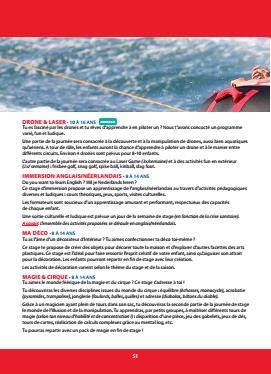 DRONE & LASER - 10 À 16 ANS
Tu es fasciné par les drones et tu rêves d'apprendre à en piloter un ? Nous t'avons concocté un programme
varié, fun et ludique.
Une partie de la journée sera consacrée à la découverte et à la manipulation de drones, aussi bien aquatiques
qu'aériens. A tour de rôle, les enfants auront la chance d'apprendre à piloter un drone et à le manier entre
différents circuits. Environ 4 drones sont prévus pour 8-10 enfants.
L'autre partie de la journée sera consacrée au Laser Game (1x/semaine) et à des activités fun en extérieur
: frisbee golf, snag golf, spike ball, kinball, slag foot.
IMMERSION ANGLAIS/NÉERLANDAIS - 8 À 14 ANS
Do you want to learn English ? Wil je Nederlands leren ?
Ce stage d'immersion propose un apprentissage de l'anglais/néerlandais au travers d'activités pédagogiques
diverses et ludiques : cours théoriques, jeux, sports, visites culturelles.
Les formateurs sont soucieux d'un apprentissage amusant et performant, respectueux des capacités
de chaque enfant.
Une sortie culturelle et ludique est prévue un jour de la semaine de stage (en fonction de la crise sanitaire).
A savoir: l'ensemble des activités proposées se déroule en anglais/néerlandais.
MA DÉCO - 8 À 14 ANS
Tu as l'âme d'un décorateur d'intérieur ? Tu aimes confectionner ta déco toi-même ?
Ce stage te propose de créer des objets pour décorer toute la maison et d'explorer d'autres facettes des arts
plastiques. Ce stage est l'idéal pour faire ressortir l'esprit créatif de votre enfant, ainsi qu'aiguiser son attrait
pour la décoration. Les enfants pourront repartir en fin de stage avec leur création.
Les activités de décoration varient selon le thème du stage et de la saison.
MAGIE & CIRQUE - 8 À 14 ANS
Tu aimes le monde féérique de la magie et du cirque ? Ce stage t'adresse à toi !
Tu découvriras les diverses disciplines issues du monde du cirque : équilibre (échasses, monocycle), acrobatie
(pyramides, trampolines), jonglerie (foulards, balles, quilles) et adresse (diabolos, bâtons du diable).
Grâce à un magicien ayant plein de tours dans son sac, tu découvriras la seconde partie de la journée de stage
le monde de l'illusion et de la manipulation. Tu apprendras, par petits groupes, à maîtriser différents tours de
magie (selon ton niveau d'habilité et de concentration !) : disparition d'une pièce, jeu des gobelets, jeux de dés,
tours de cartes, réalisation de calculs complexes grâce au mental log, etc.
Tu pourras repartir avec un pack de magie en fin de stage !
51